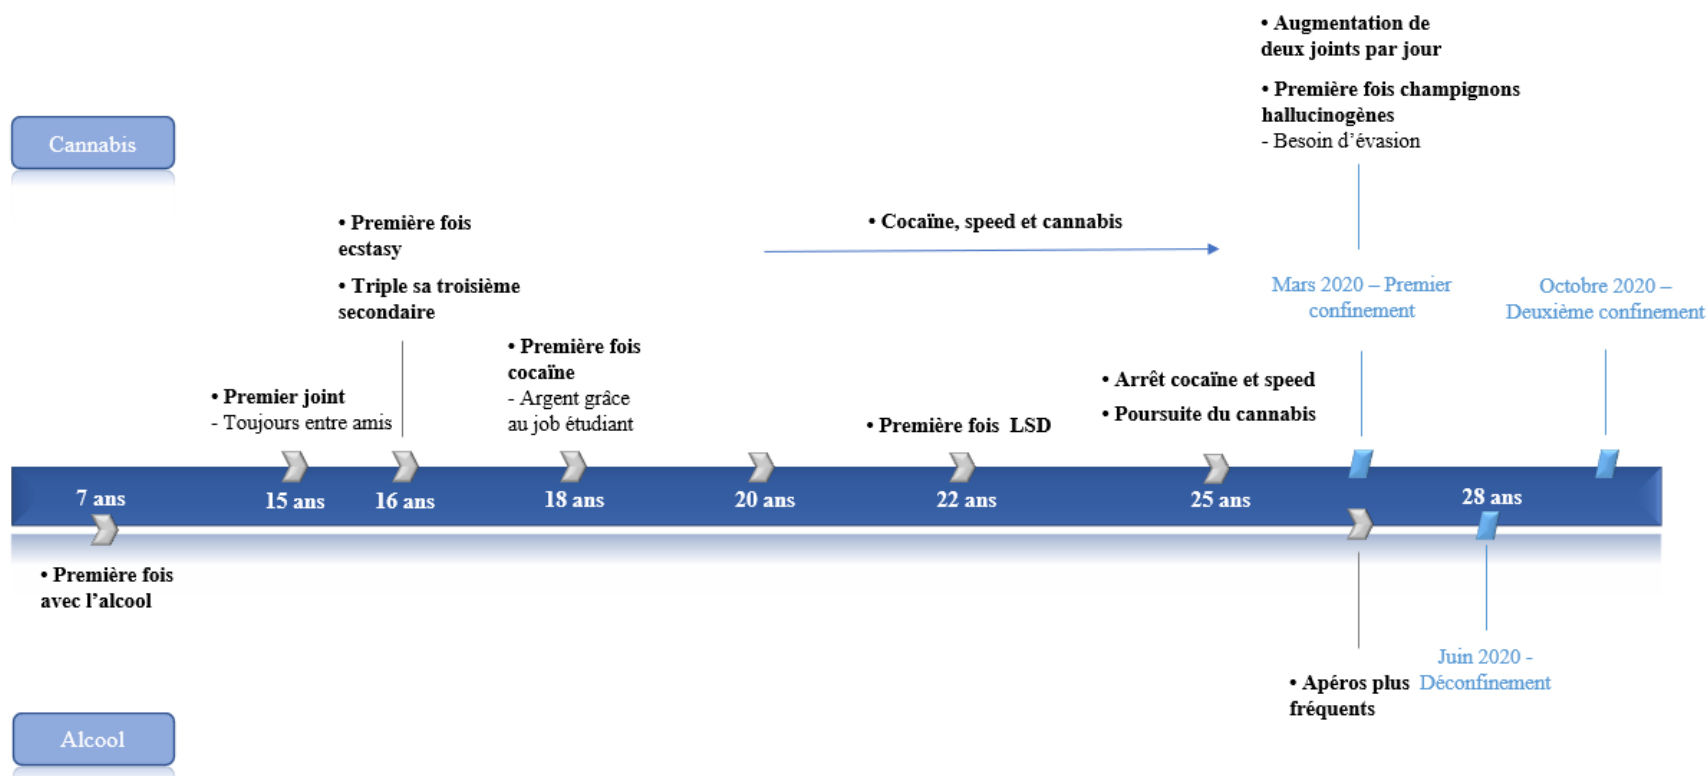 • Augmentation de
deux joints par jour
• Première fois champignons
hallucinogènes
- Besoin d’évasion
Cannabis
• Première fois
ecstasy
• Triple sa troisième
secondaire
• Cocaïne, speed et cannabis
Mars 2020 – Premier
confinement
Octobre 2020 –
Deuxième confinement
• Premier joint
- Toujours entre amis
• Première fois
cocaïne
- Argent grâce
au job étudiant
• Première fois  LSD
• Arrêt cocaïne et speed
• Poursuite du cannabis
7 ans
15 ans
16 ans
18 ans
20 ans
22 ans
25 ans
28 ans
• Première fois
avec l’alcool
• Apéros plus
fréquents
Juin 2020 -
Déconfinement
Alcool